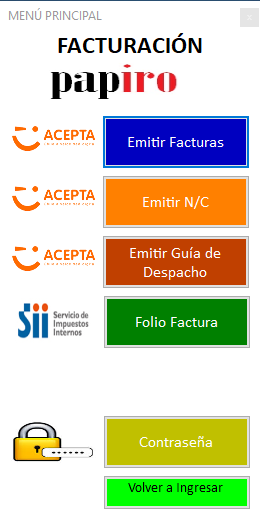 MENÚ PRINCIPAL
x
FACTURACIÓN
papiro
ACEPTA
Emitir Facturas
ACEPTA
Emitir N/C
ACEPTA
Emitir Guía de
Despacho
Sii
Servicio de
Impuestos
Internos
Folio Factura
Contraseña
Volver a Ingresar